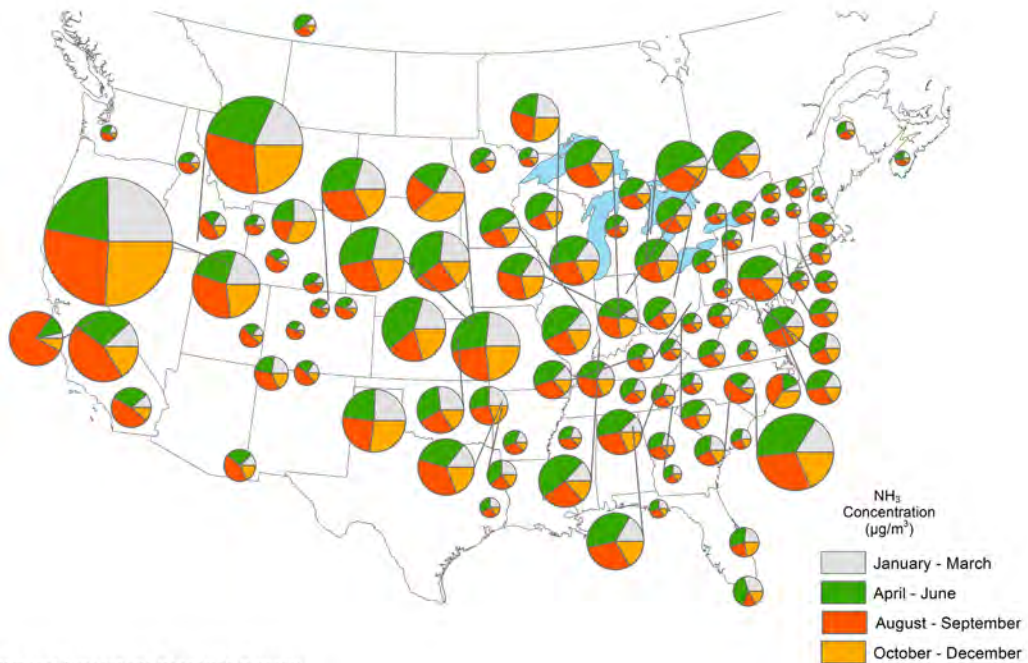 NH₃
Concentration
(µg/m³)
January - March
April - June
August - September
October - December